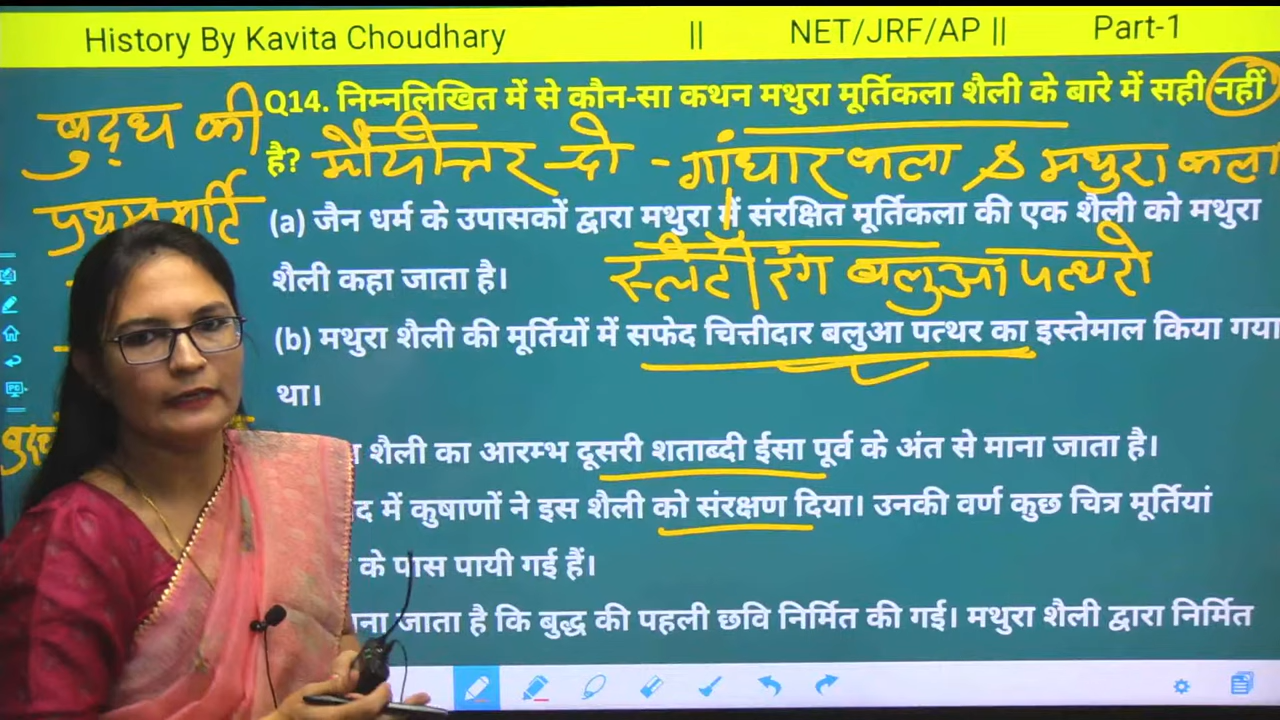 History By Kavita Choudhary || NET/JRF/AP || Part-1
Q14. निम्नलिखित में से कौन-सा कथन मथुरा मूर्तिकला शैली के बारे में सही नहीं
बुद्ध की
है? मौर्योत्तर - दो - गांधार कला & मथुरा कला
प्रथम मूर्ति
(a) जैन धर्म के उपासकों द्वारा मथुरा में संरक्षित मूर्तिकला की एक शैली को मथुरा
शैली कहा जाता है।
स्लेटी रंग बलुआ पत्थरो
(b) मथुरा शैली की मूर्तियों में सफेद चित्तीदार बलुआ पत्थर का इस्तेमाल किया गया
था।
शैली का आरम्भ दूसरी शताब्दी ईसा पूर्व के अंत से माना जाता है।
में कुषाणों ने इस शैली को संरक्षण दिया। उनकी वर्ण कुछ चित्र मूर्तियां
के पास पायी गई हैं।
जाता है कि बुद्ध की पहली छवि निर्मित की गई। मथुरा शैली द्वारा निर्मित